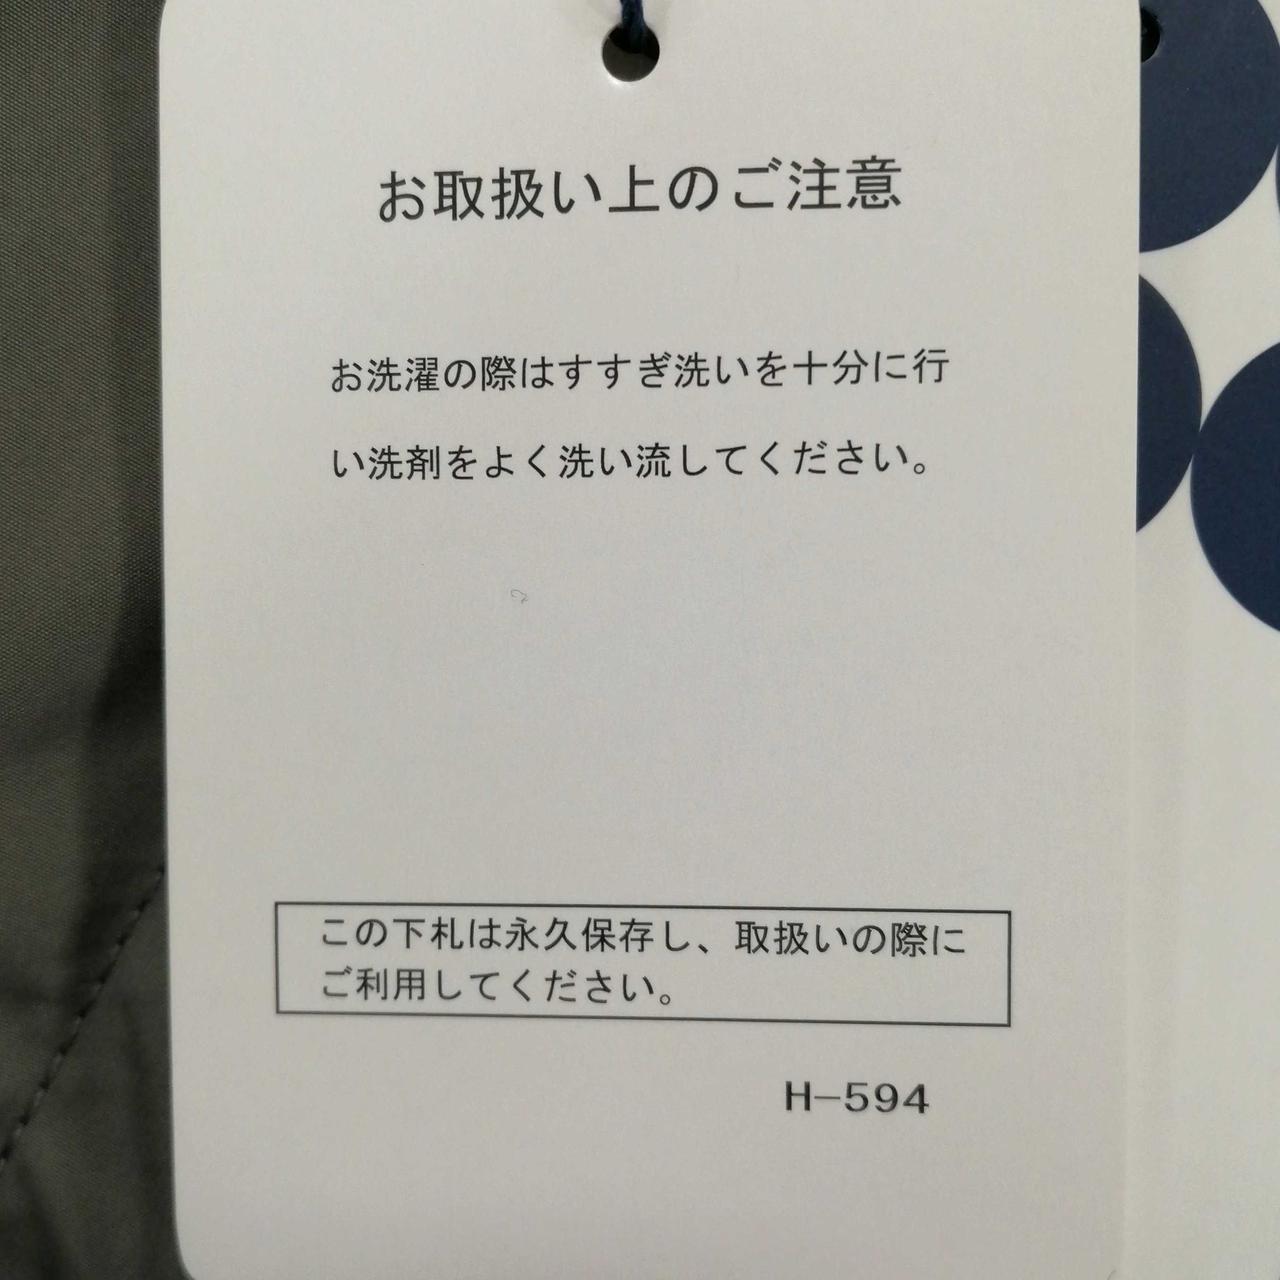 お取扱い上のご注意
お洗濯の際はすすぎ洗いを十分に行
い洗剤をよく洗い流してください。
この下札は永久保存し、取扱いの際に
ご利用してください。
H-594